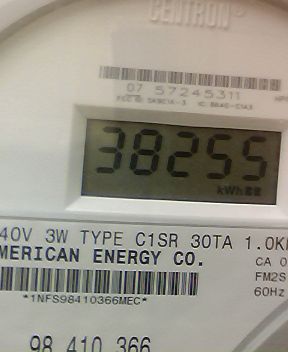 CENTRON®
07 57245311
38255
kWh
40V 3W TYPE C1SR 30TA 1.0K
MERICAN ENERGY CO.
CA 0
FM2S
60Hz
*1NFS98410366MEC*
98 410 366